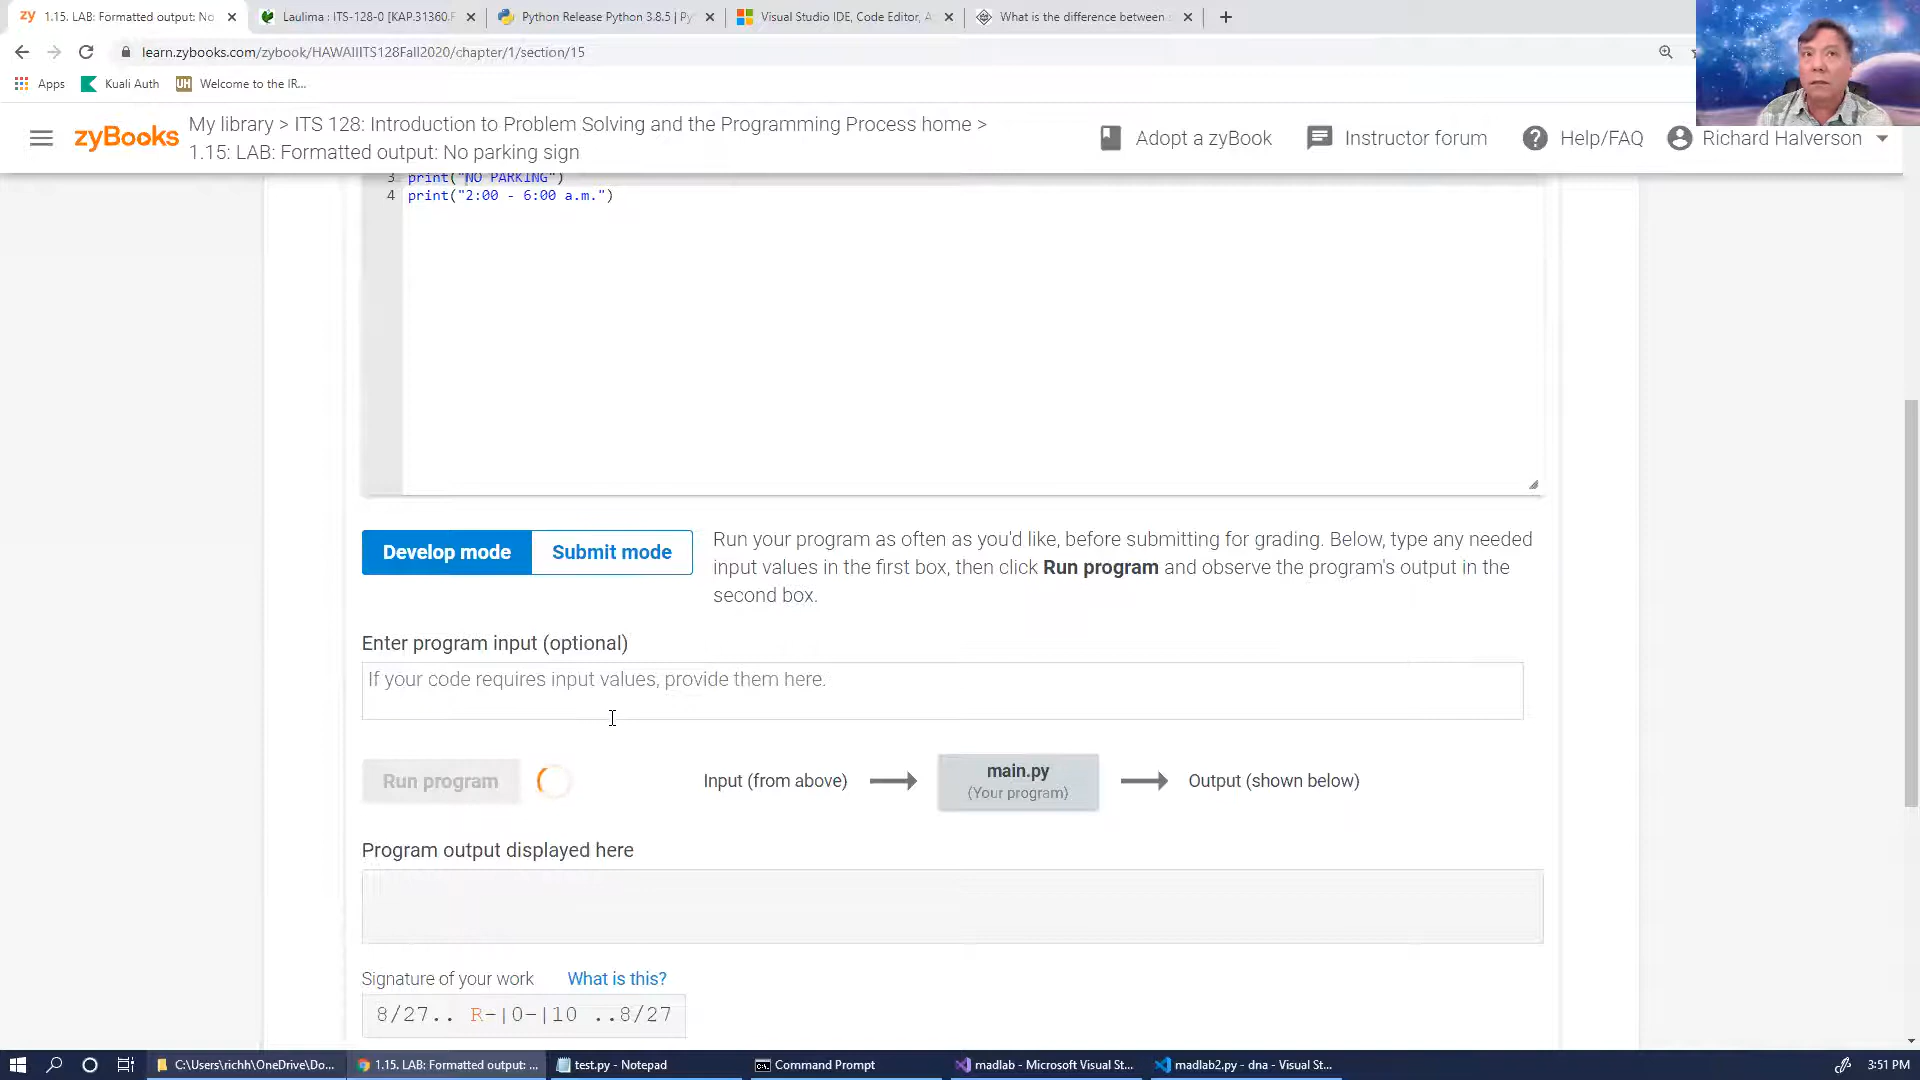 zy 1.15. LAB: Formatted output: No
Laulima : ITS-128-0 [KAP.31360.F
Python Release Python 3.8.5 | Py
Visual Studio IDE, Code Editor, A
What is the difference between
learn.zybooks.com/zybook/HAWAIIITS128Fall2020/chapter/1/section/15
Apps
Kuali Auth
UH Welcome to the IR...
zyBooks
My library > ITS 128: Introduction to Problem Solving and the Programming Process home >
1.15: LAB: Formatted output: No parking sign
Adopt a zyBook
Instructor forum
Help/FAQ
Richard Halverson
3 print("NO PARKING")
4 print("2:00 - 6:00 a.m.")
Develop mode
Submit mode
Run your program as often as you'd like, before submitting for grading. Below, type any needed
input values in the first box, then click Run program and observe the program's output in the
second box.
Enter program input (optional)
If your code requires input values, provide them here.
Run program
Input (from above)
main.py
(Your program)
Output (shown below)
Program output displayed here
Signature of your work
What is this?
8/27.. R-|0-|10 ..8/27
C:\Users\richh\OneDrive\Do...
1.15. LAB: Formatted output: ...
test.py - Notepad
Command Prompt
madlab - Microsoft Visual St...
madlab2.py - dna - Visual St...
3:51 PM